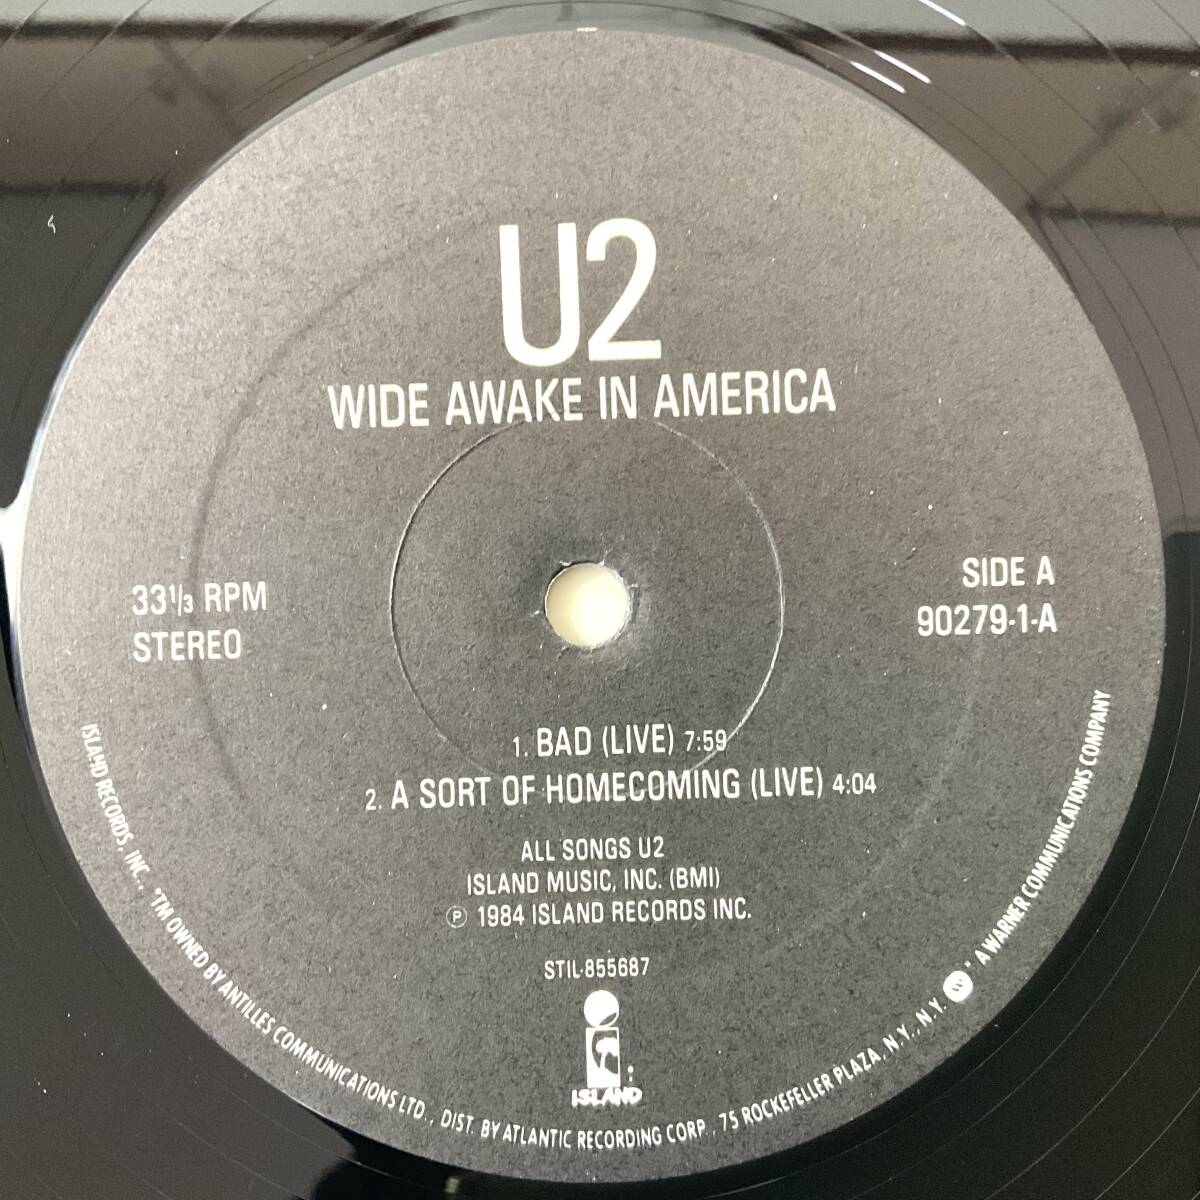 U2
WIDE AWAKE IN AMERICA
33⅓ RPM
STEREO
SIDE A
90279-1-A
1. BAD (LIVE) 7:59
2. A SORT OF HOMECOMING (LIVE) 4:04
ALL SONGS U2
ISLAND MUSIC, INC. (BMI)
℗ 1984 ISLAND RECORDS INC.
STIL-855687
ISLAND
ISLAND RECORDS, INC., *TM OWNED BY ANTILLES COMMUNICATIONS LTD., DIST. BY ATLANTIC RECORDING CORP., 75 ROCKEFELLER PLAZA, N.Y., N.Y. * A WARNER COMMUNICATIONS COMPANY